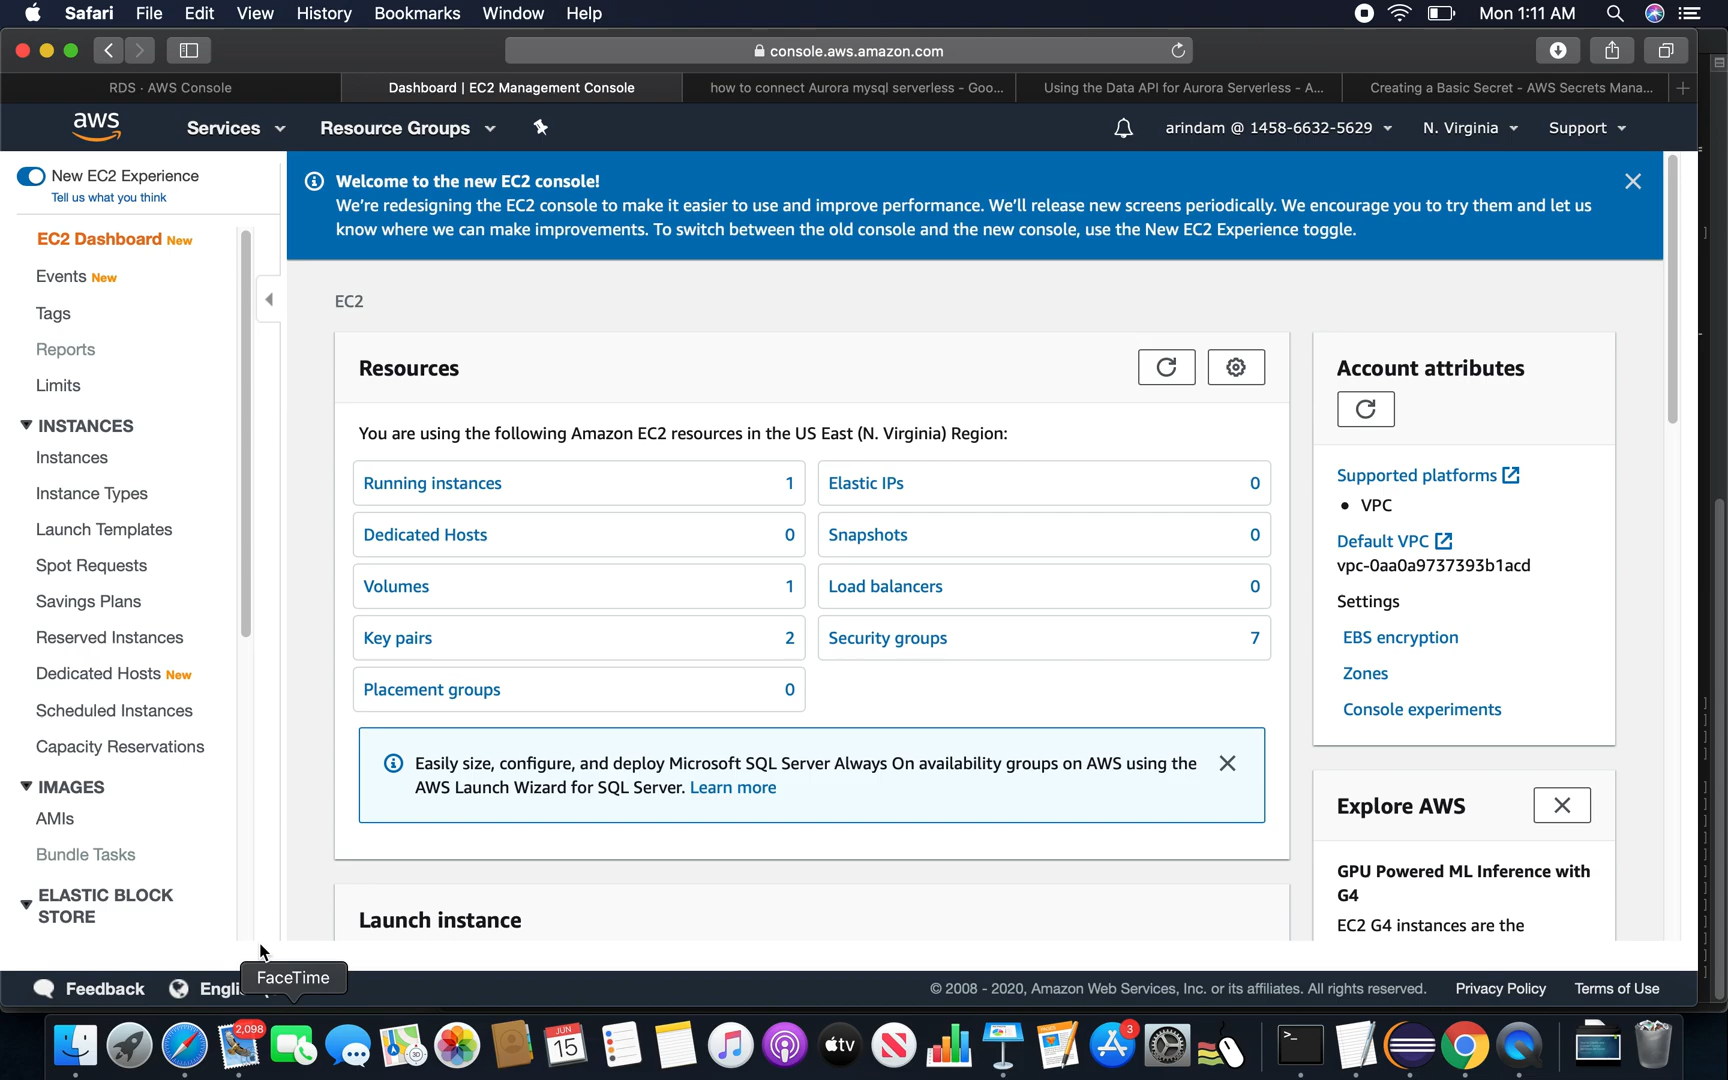 Safari File Edit View History Bookmarks Window Help Mon 1:11 AM
console.aws.amazon.com
RDS · AWS Console
Dashboard | EC2 Management Console
how to connect Aurora mysql serverless - Goo...
Using the Data API for Aurora Serverless - A...
Creating a Basic Secret - AWS Secrets Mana...
aws Services Resource Groups arindam @ 1458-6632-5629 N. Virginia Support
New EC2 Experience
Tell us what you think
EC2 Dashboard New
Events New
Tags
Reports
Limits
INSTANCES
Instances
Instance Types
Launch Templates
Spot Requests
Savings Plans
Reserved Instances
Dedicated Hosts New
Scheduled Instances
Capacity Reservations
IMAGES
AMIs
Bundle Tasks
ELASTIC BLOCK
STORE
Welcome to the new EC2 console!
We're redesigning the EC2 console to make it easier to use and improve performance. We'll release new screens periodically. We encourage you to try them and let us
know where we can make improvements. To switch between the old console and the new console, use the New EC2 Experience toggle.
EC2
Resources
You are using the following Amazon EC2 resources in the US East (N. Virginia) Region:
Running instances 1
Elastic IPs 0
Dedicated Hosts 0
Snapshots 0
Volumes 1
Load balancers 0
Key pairs 2
Security groups 7
Placement groups 0
Easily size, configure, and deploy Microsoft SQL Server Always On availability groups on AWS using the
AWS Launch Wizard for SQL Server. Learn more
Launch instance
Account attributes
Supported platforms
• VPC
Default VPC
vpc-0aa0a9737393b1acd
Settings
EBS encryption
Zones
Console experiments
Explore AWS
GPU Powered ML Inference with
G4
EC2 G4 instances are the
FaceTime
Feedback
© 2008 - 2020, Amazon Web Services, Inc. or its affiliates. All rights reserved. Privacy Policy Terms of Use
2,098
JUN
15
tv
3